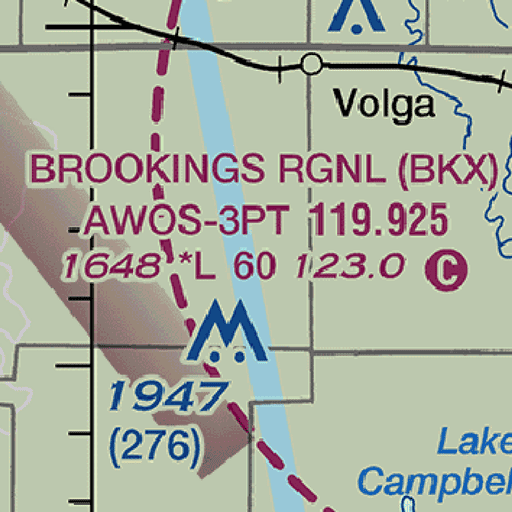 Volga
BROOKINGS RGNL (BKX)
AWOS-3PT 119.925
1648 *L 60 123.0 C
1947
(276)
Lake
Campbel